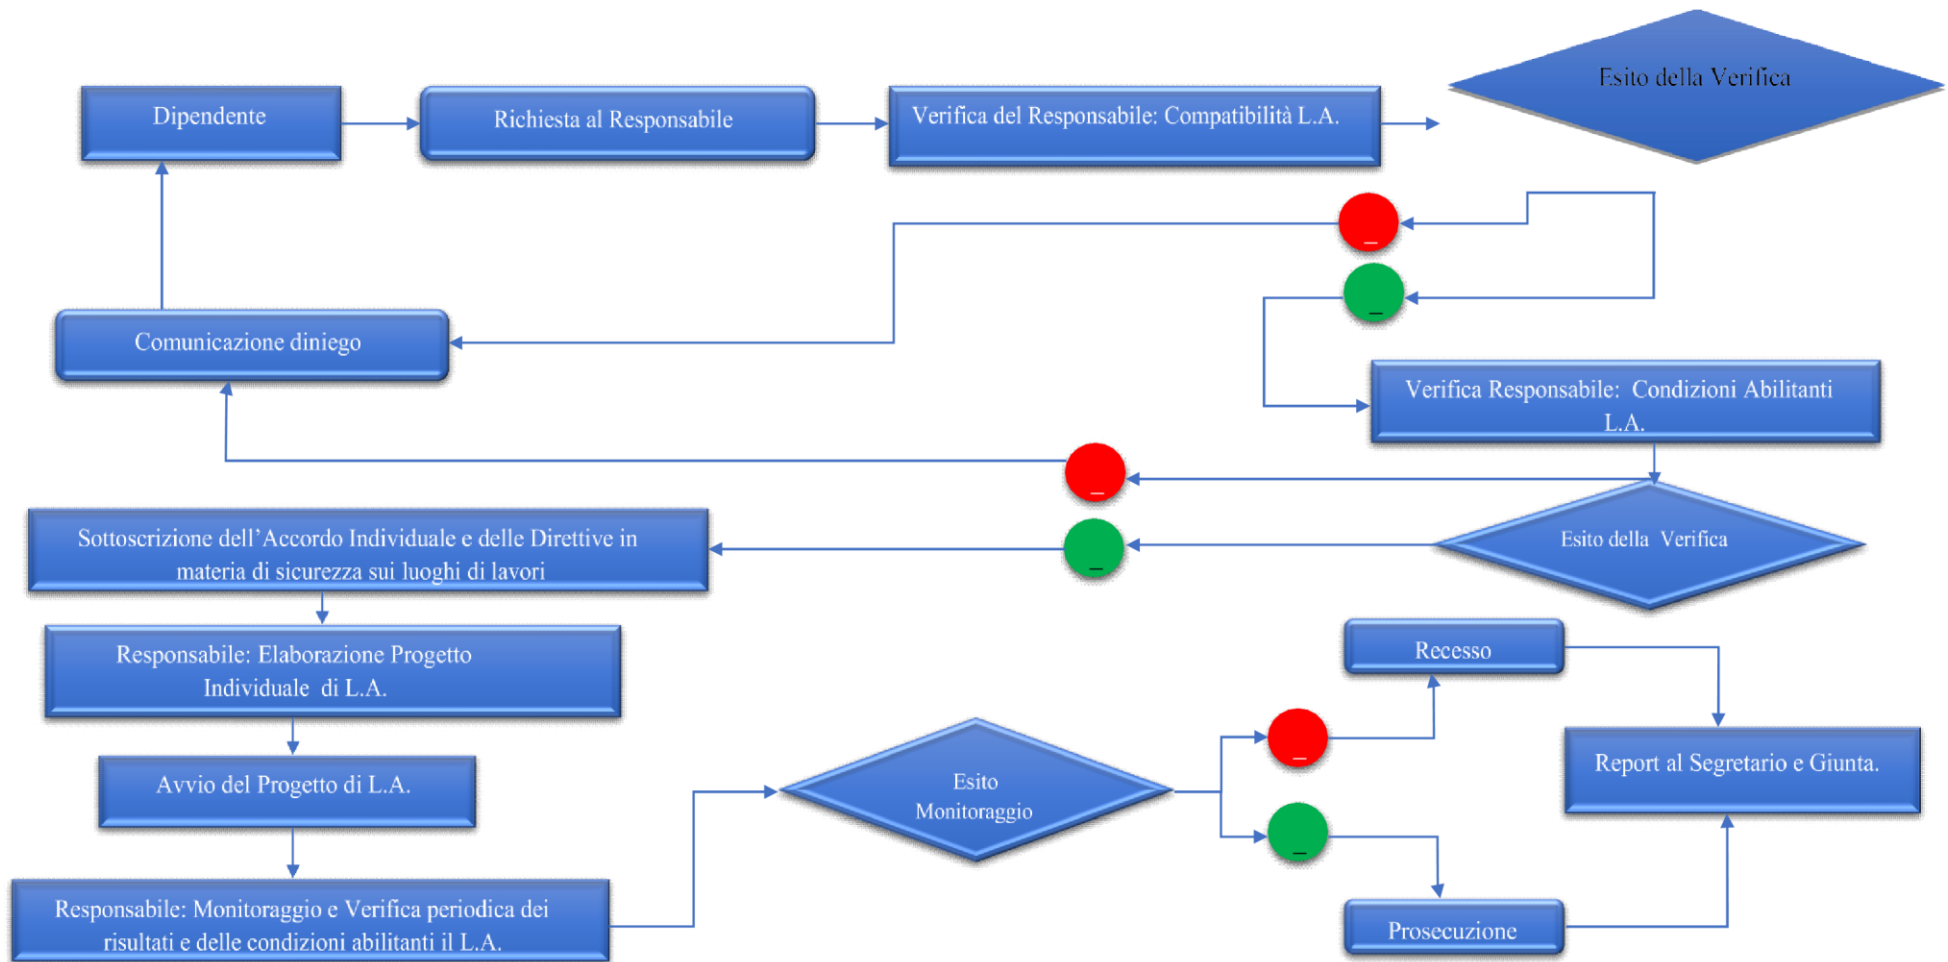 Dipendente
Richiesta al Responsabile
Verifica del Responsabile: Compatibilità L.A.
Esito della Verifica
_
_
Comunicazione diniego
Verifica Responsabile: Condizioni Abilitanti
L.A.
_
_
Sottoscrizione dell’Accordo Individuale e delle Direttive in
materia di sicurezza sui luoghi di lavori
Esito della Verifica
Responsabile: Elaborazione Progetto
Individuale di L.A.
Recesso
Avvio del Progetto di L.A.
Esito
Monitoraggio
_
_
Report al Segretario e Giunta.
Responsabile: Monitoraggio e Verifica periodica dei
risultati e delle condizioni abilitanti il L.A.
Prosecuzione